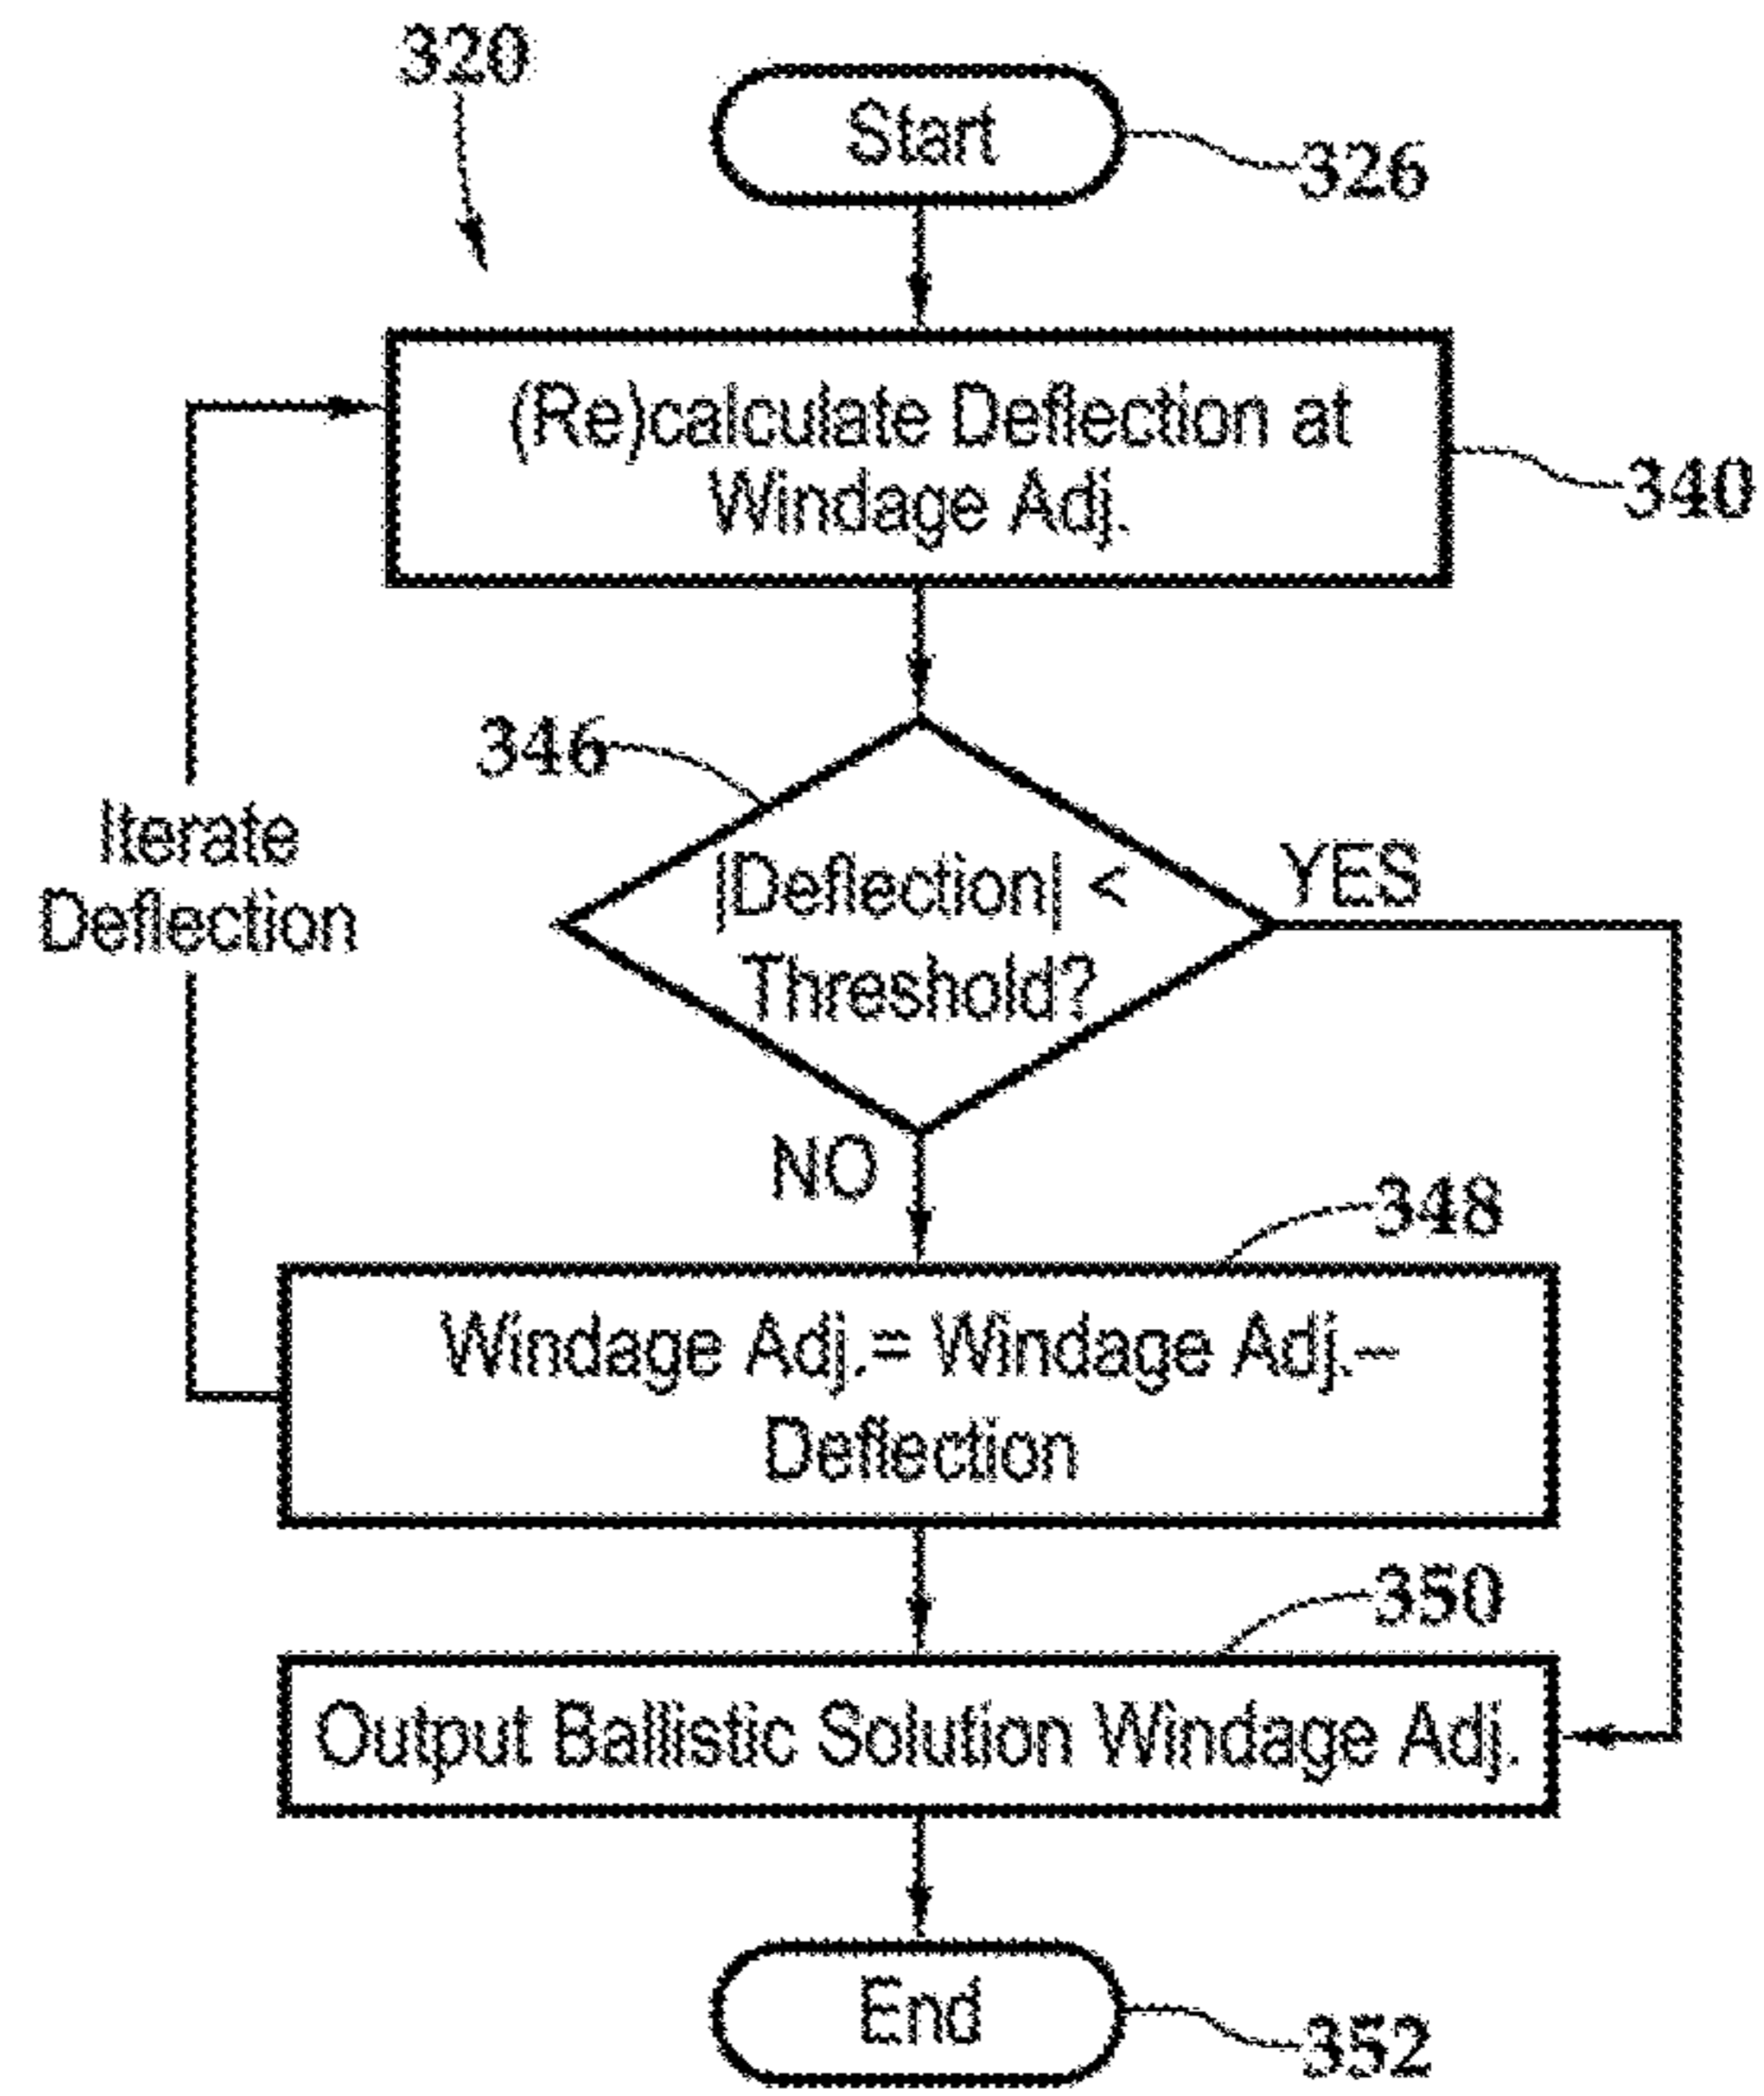 320
Start
326
(Re)calculate Deflection at
Windage Adj.
340
346
|Deflection| <
Threshold?
YES
Iterate
Deflection
NO
348
Windage Adj.= Windage Adj.–
Deflection
350
Output Ballistic Solution Windage Adj.
End
352